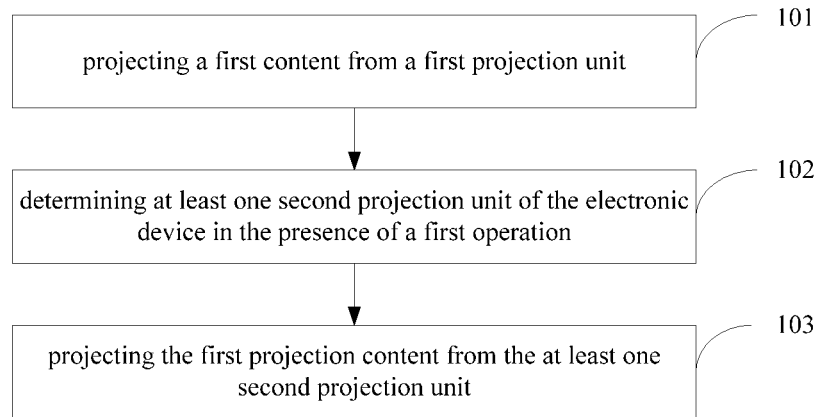 101
projecting a first content from a first projection unit
102
determining at least one second projection unit of the electronic
device in the presence of a first operation
103
projecting the first projection content from the at least one
second projection unit